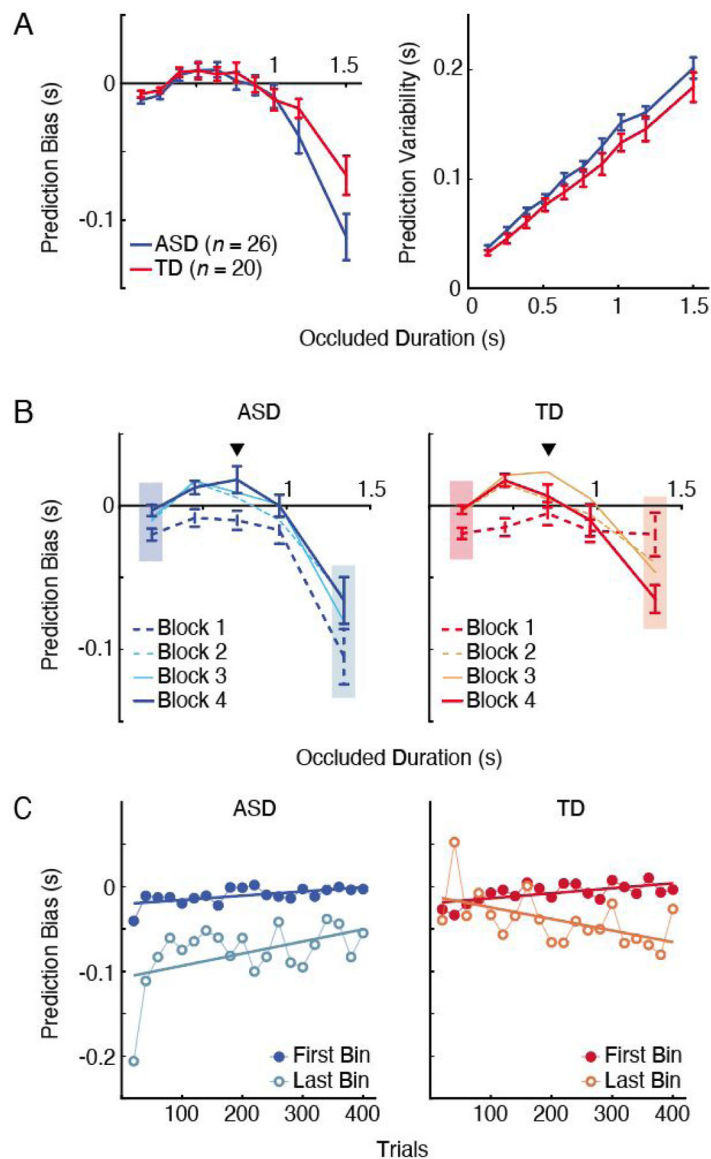 A
Prediction Bias (s)
0
-0.1
1
1.5
ASD (n = 26)
TD (n = 20)
Prediction Variability (s)
0.2
0.1
0
0
0.5
1
1.5
Occluded Duration (s)
B
ASD
TD
Prediction Bias (s)
0
-0.1
1
1.5
Block 1
Block 2
Block 3
Block 4
1
1.5
Block 1
Block 2
Block 3
Block 4
Occluded Duration (s)
C
ASD
TD
Prediction Bias (s)
0
-0.1
-0.2
First Bin
Last Bin
First Bin
Last Bin
100
200
300
400
100
200
300
400
Trials